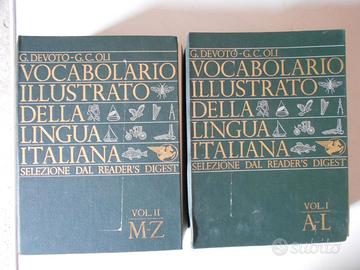 G. DEVOTO-G.C. OLI
VOCABOLARIO
ILLUSTRATO
DELLA
LINGUA
ITALIANA
SELEZIONE DAL READER'S DIGEST
VOL. II
M-Z
G. DEVOTO-G.C. OLI
VOCABOLARIO
ILLUSTRATO
DELLA
LINGUA
ITALIANA
SELEZIONE DAL READER'S DIGEST
VOL. I
A-L
subito